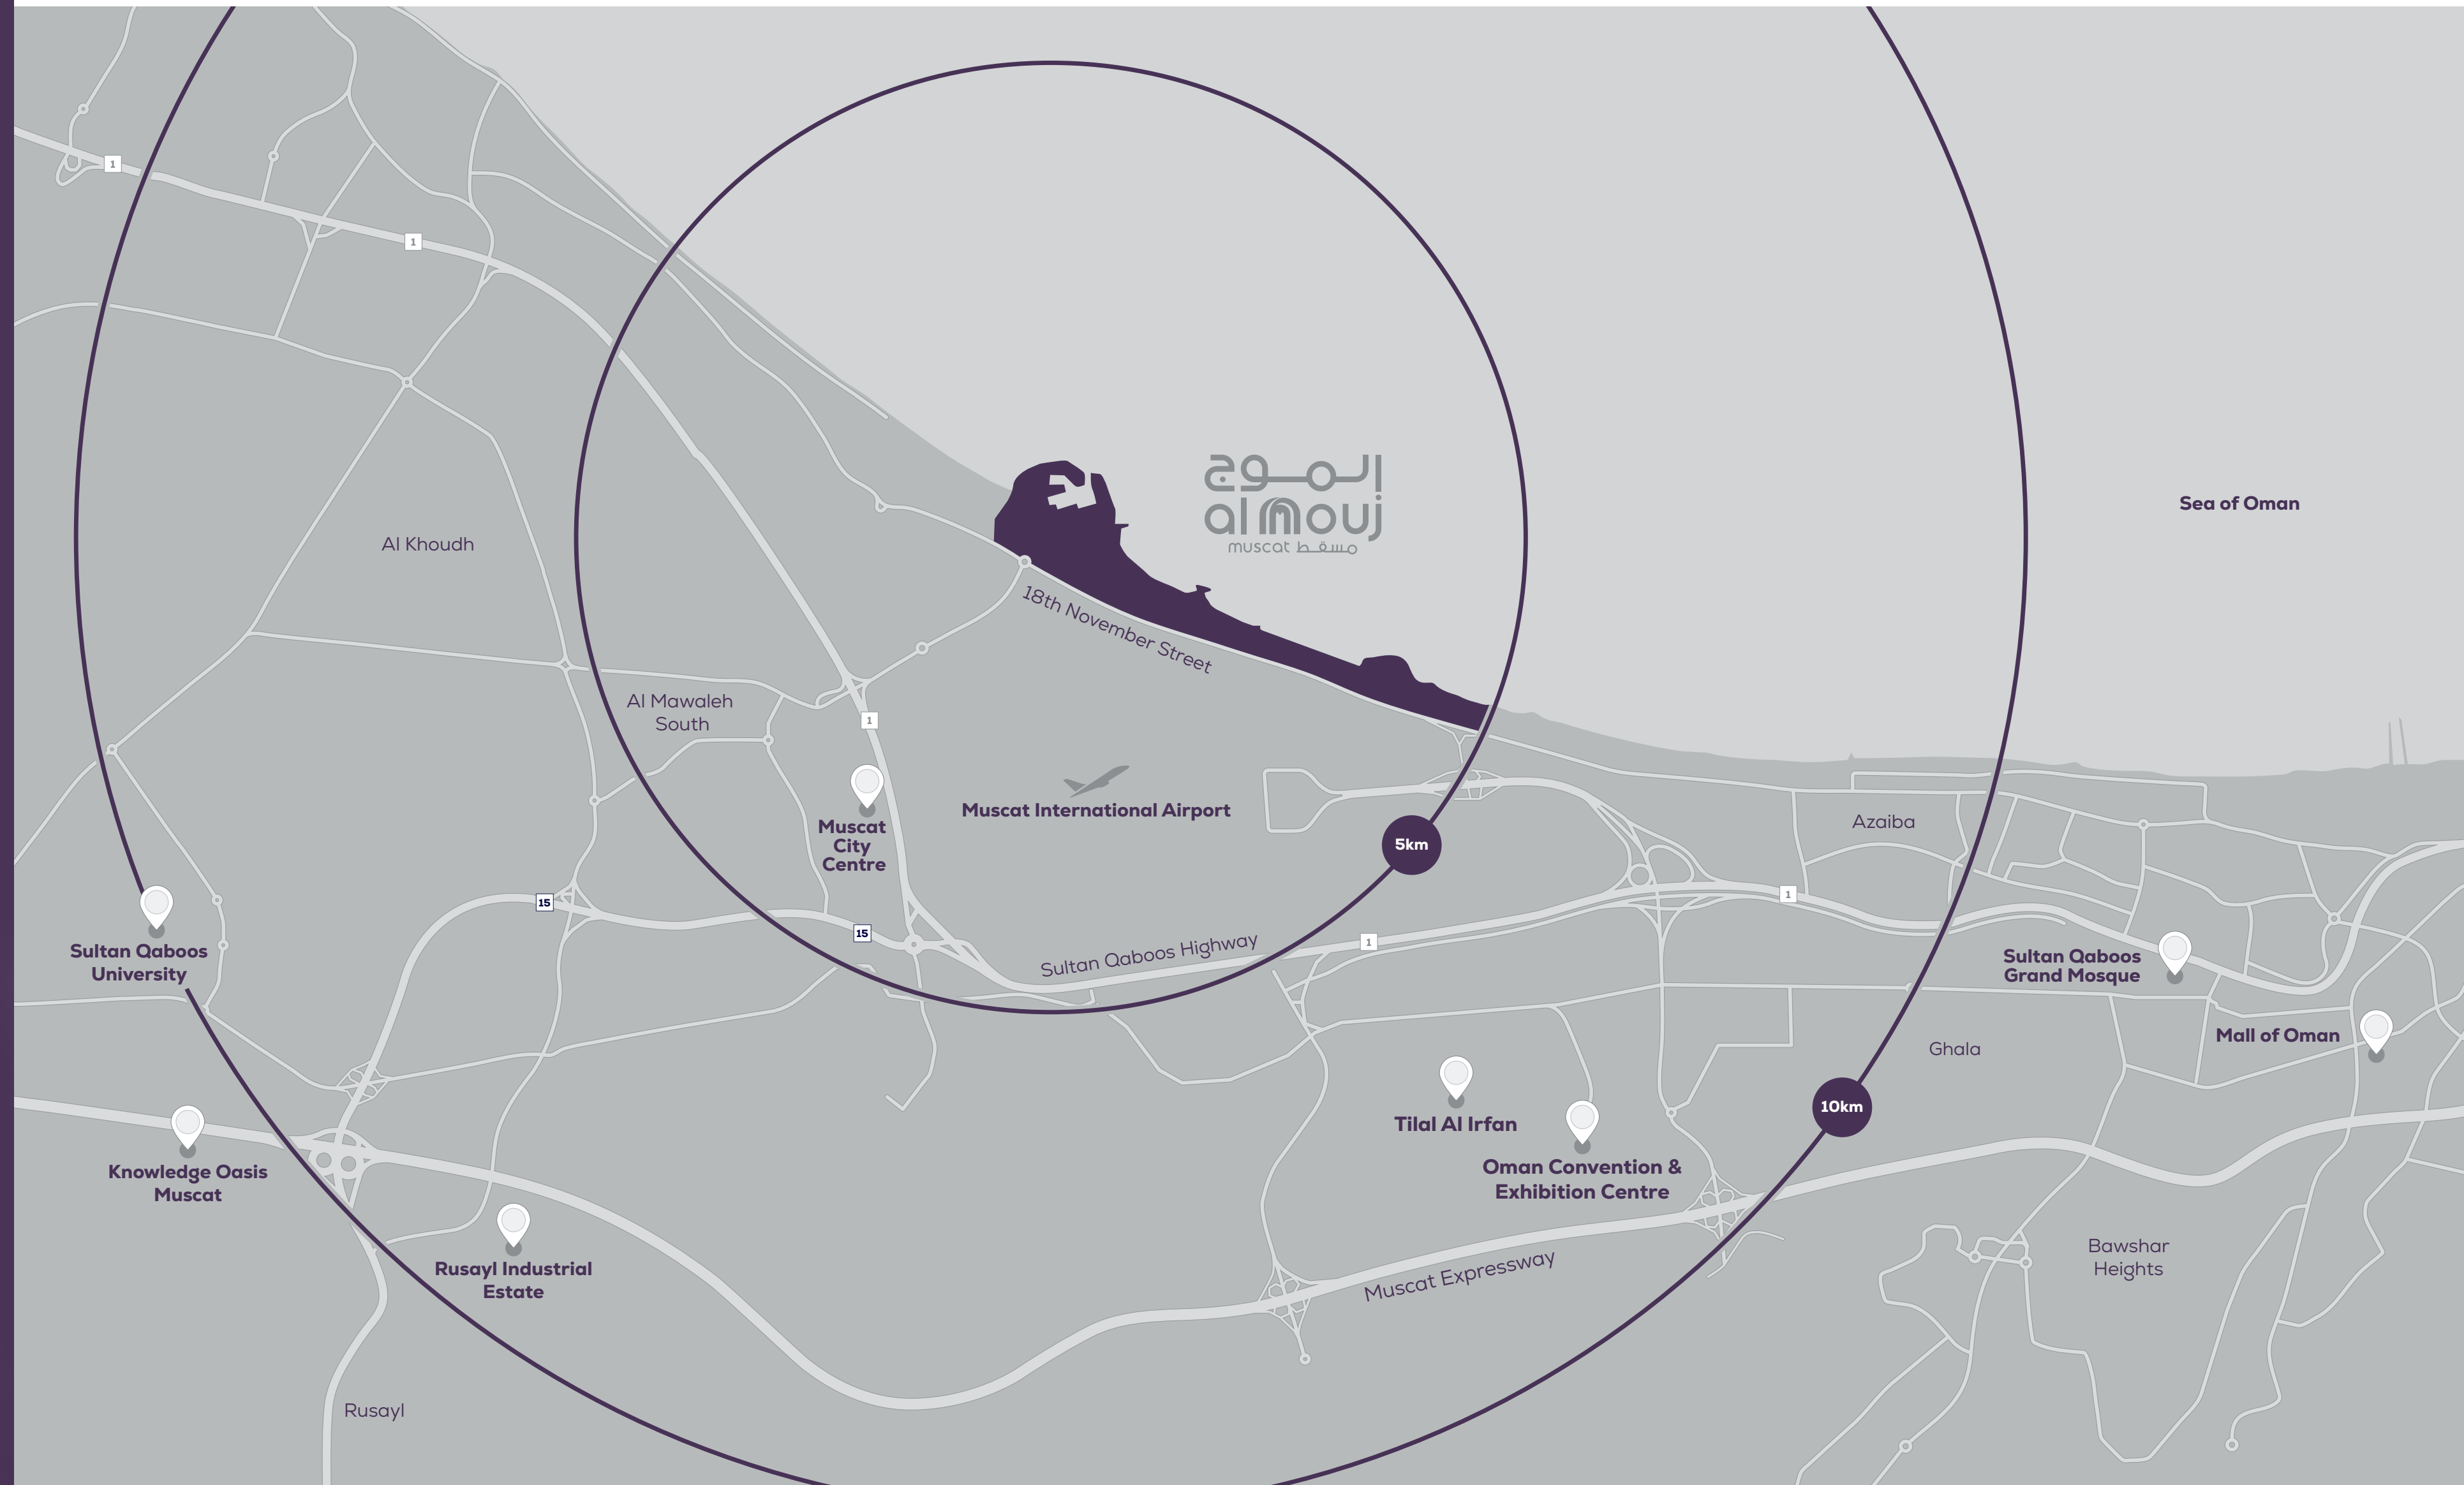 1
1
الموج
almouj
muscat مسقط
Sea of Oman
Al Khoudh
18th November Street
Al Mawaleh
South
1
Muscat International Airport
Muscat
City
Centre
5km
Azaiba
15
15
1
1
Sultan Qaboos Highway
Sultan Qaboos
University
Sultan Qaboos
Grand Mosque
Mall of Oman
Ghala
10km
Tilal Al Irfan
Oman Convention &
Exhibition Centre
Knowledge Oasis
Muscat
Rusayl Industrial
Estate
Muscat Expressway
Bawshar
Heights
Rusayl